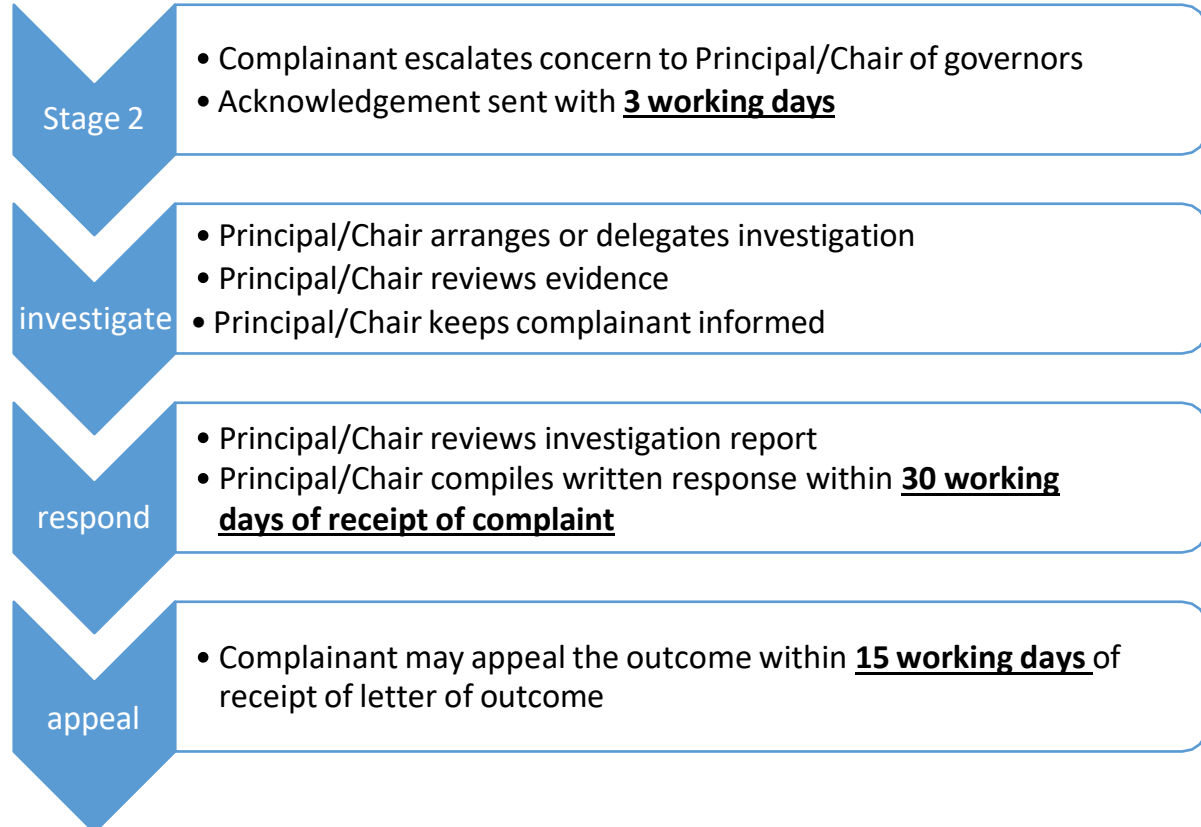 Stage 2
• Complainant escalates concern to Principal/Chair of governors
• Acknowledgement sent with 3 working days
investigate
• Principal/Chair arranges or delegates investigation
• Principal/Chair reviews evidence
• Principal/Chair keeps complainant informed
respond
• Principal/Chair reviews investigation report
• Principal/Chair compiles written response within 30 working
days of receipt of complaint
appeal
• Complainant may appeal the outcome within 15 working days of
receipt of letter of outcome